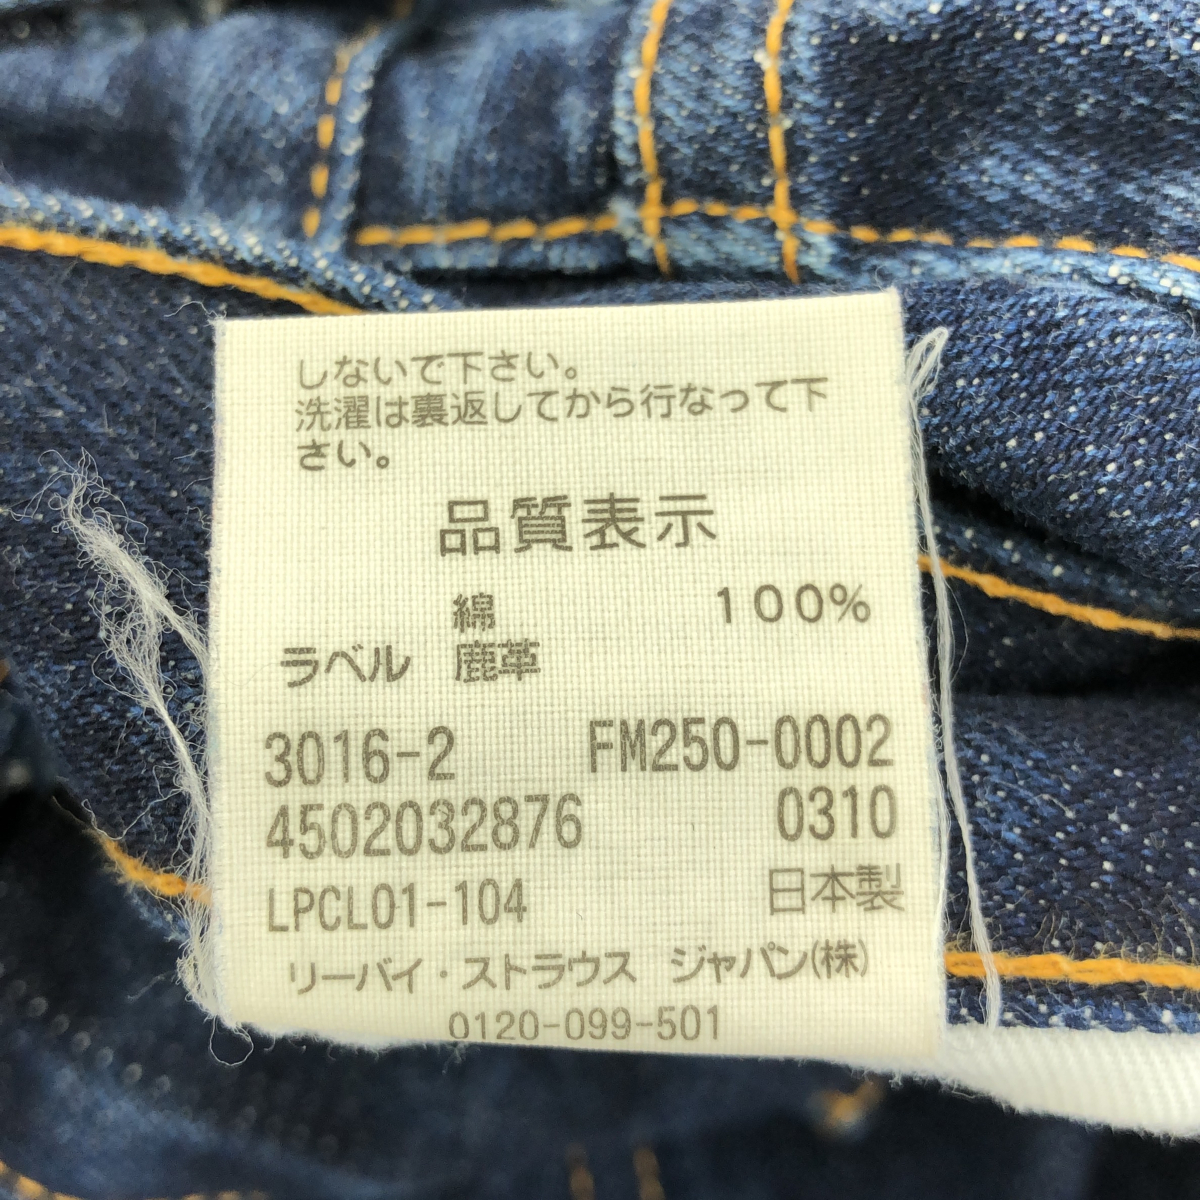 しないで下さい。
洗濯は裏返してから行なって下
さい。
品質表示
綿 100%
ラベル 鹿革
3016-2 FM250-0002
4502032876 0310
LPCL01-104 日本製
リーバイ・ストラウス ジャパン(株)
0120-099-501